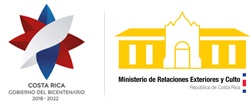 COSTA RICA
GOBIERNO DEL BICENTENARIO
2018 - 2022
Ministerio de Relaciones Exteriores y Culto
República de Costa Rica